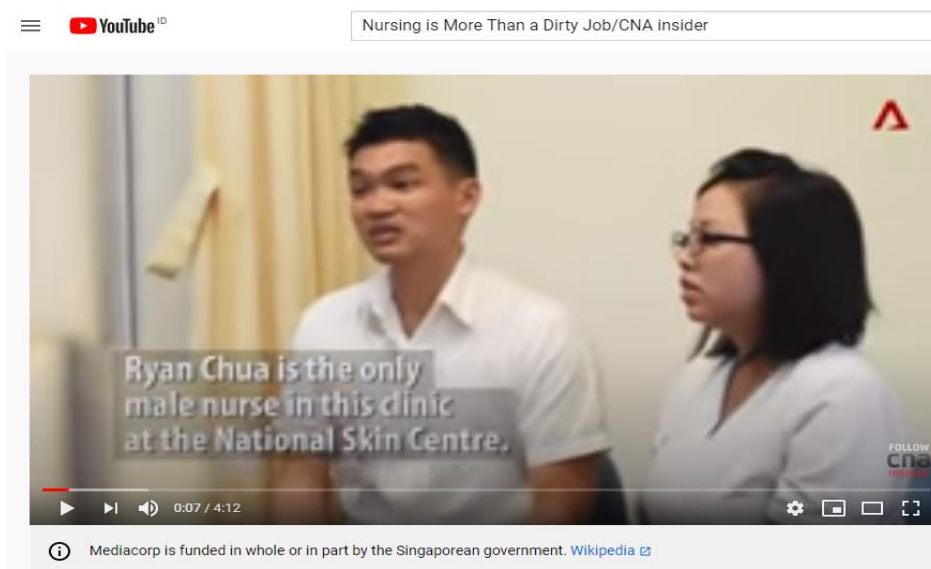 YouTube ID
Nursing is More Than a Dirty Job/CNA insider
Ryan Chua is the only
male nurse in this clinic
at the National Skin Centre.
FOLLOW
cna
INSIDER
0:07 / 4:12
Mediacorp is funded in whole or in part by the Singaporean government. Wikipedia